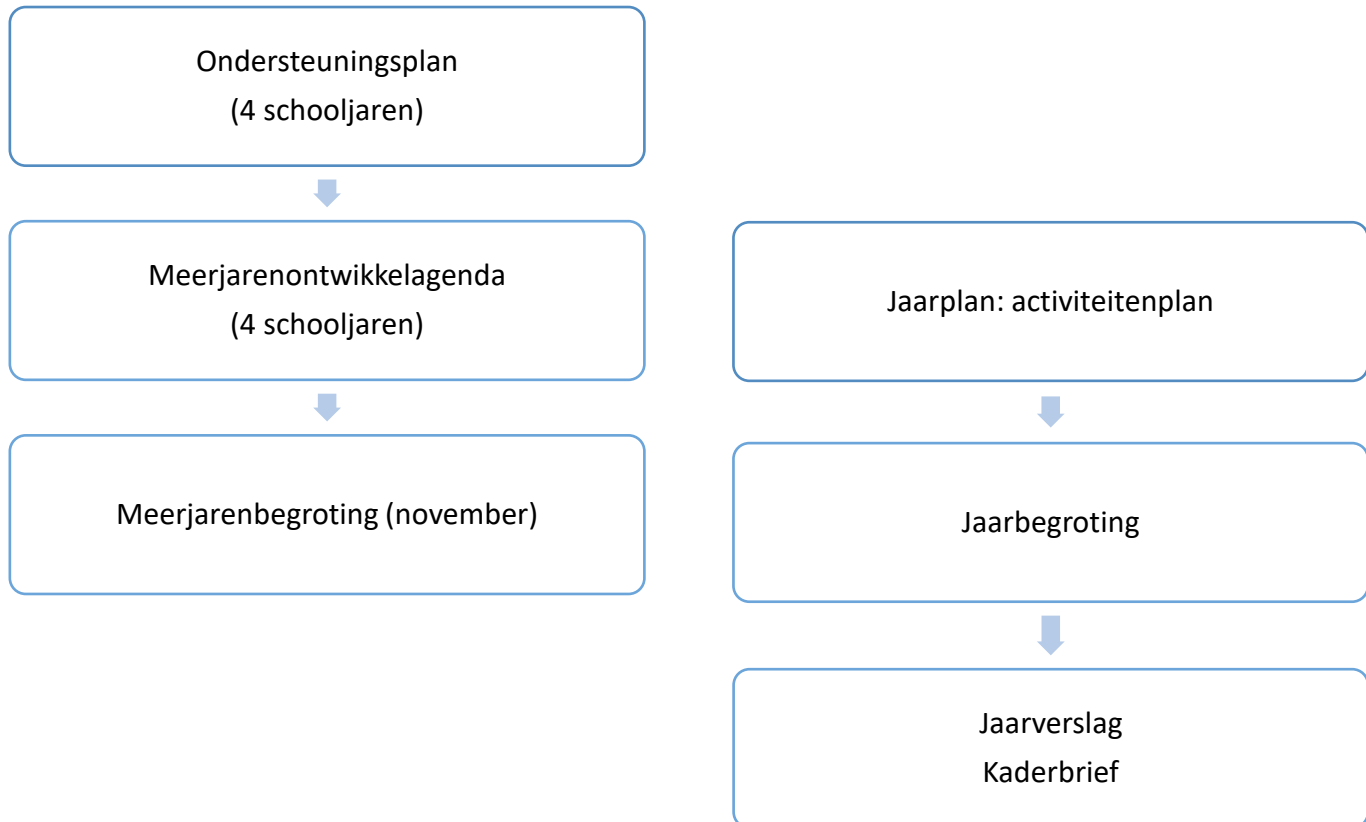 Ondersteuningsplan
(4 schooljaren)
Meerjarenontwikkelagenda
(4 schooljaren)
Meerjarenbegroting (november)
Jaarplan: activiteitenplan
Jaarbegroting
Jaarverslag
Kaderbrief